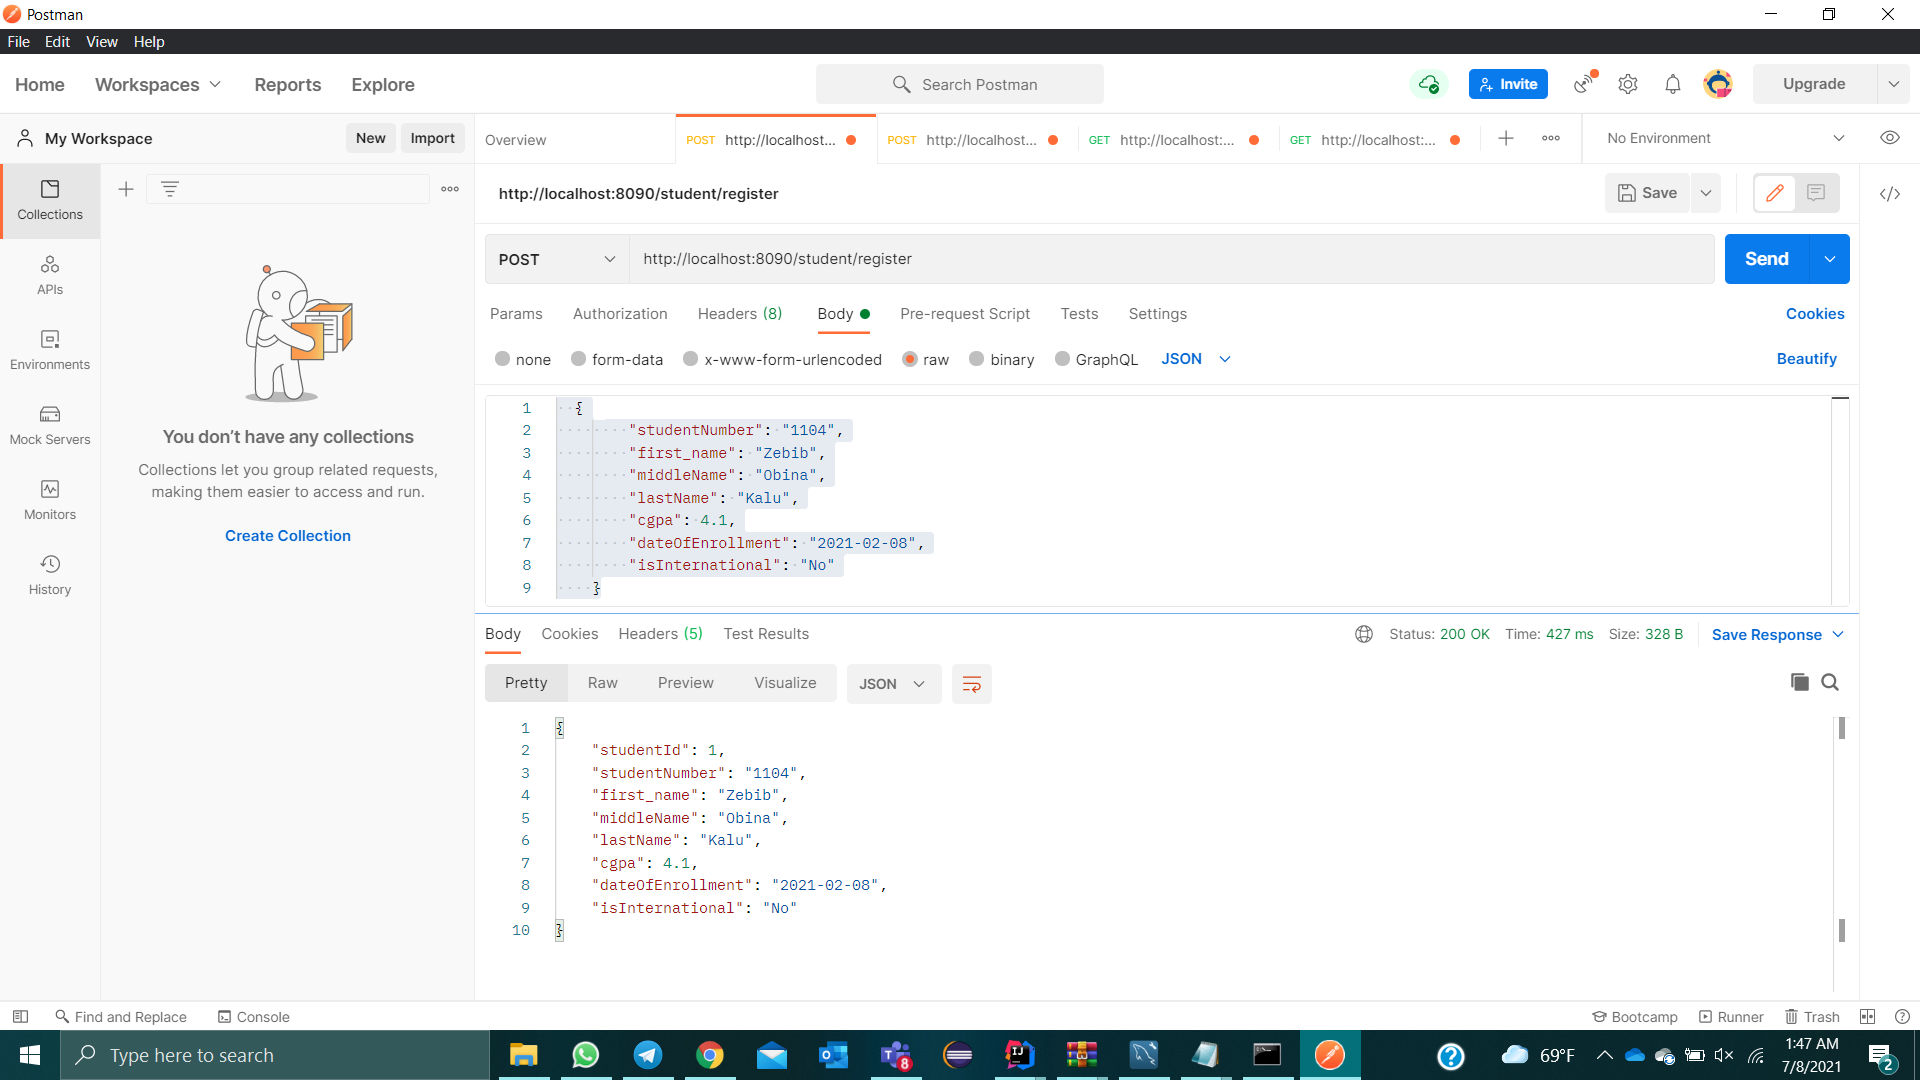 Postman
File Edit View Help
Home Workspaces Reports Explore Search Postman Invite Upgrade
My Workspace New Import Overview POST http://localhost... POST http://localhost... GET http://localhost:... GET http://localhost:... No Environment
http://localhost:8090/student/register Save
Collections
POST http://localhost:8090/student/register Send
APIs
Params Authorization Headers (8) Body Pre-request Script Tests Settings Cookies
none form-data x-www-form-urlencoded raw binary GraphQL JSON Beautify
Environments
1 {
2 "studentNumber": "1104",
3 "first_name": "Zebib",
4 "middleName": "Obina",
5 "lastName": "Kalu",
6 "cgpa": 4.1,
7 "dateOfEnrollment": "2021-02-08",
8 "isInternational": "No"
9 }
Mock Servers
Monitors
History
You don't have any collections
Collections let you group related requests,
making them easier to access and run.
Create Collection
Body Cookies Headers (5) Test Results Status: 200 OK Time: 427 ms Size: 328 B Save Response
Pretty Raw Preview Visualize JSON
1 {
2 "studentId": 1,
3 "studentNumber": "1104",
4 "first_name": "Zebib",
5 "middleName": "Obina",
6 "lastName": "Kalu",
7 "cgpa": 4.1,
8 "dateOfEnrollment": "2021-02-08",
9 "isInternational": "No"
10 }
Find and Replace Console Bootcamp Runner Trash
Type here to search 8 69°F 1:47 AM
7/8/2021 2